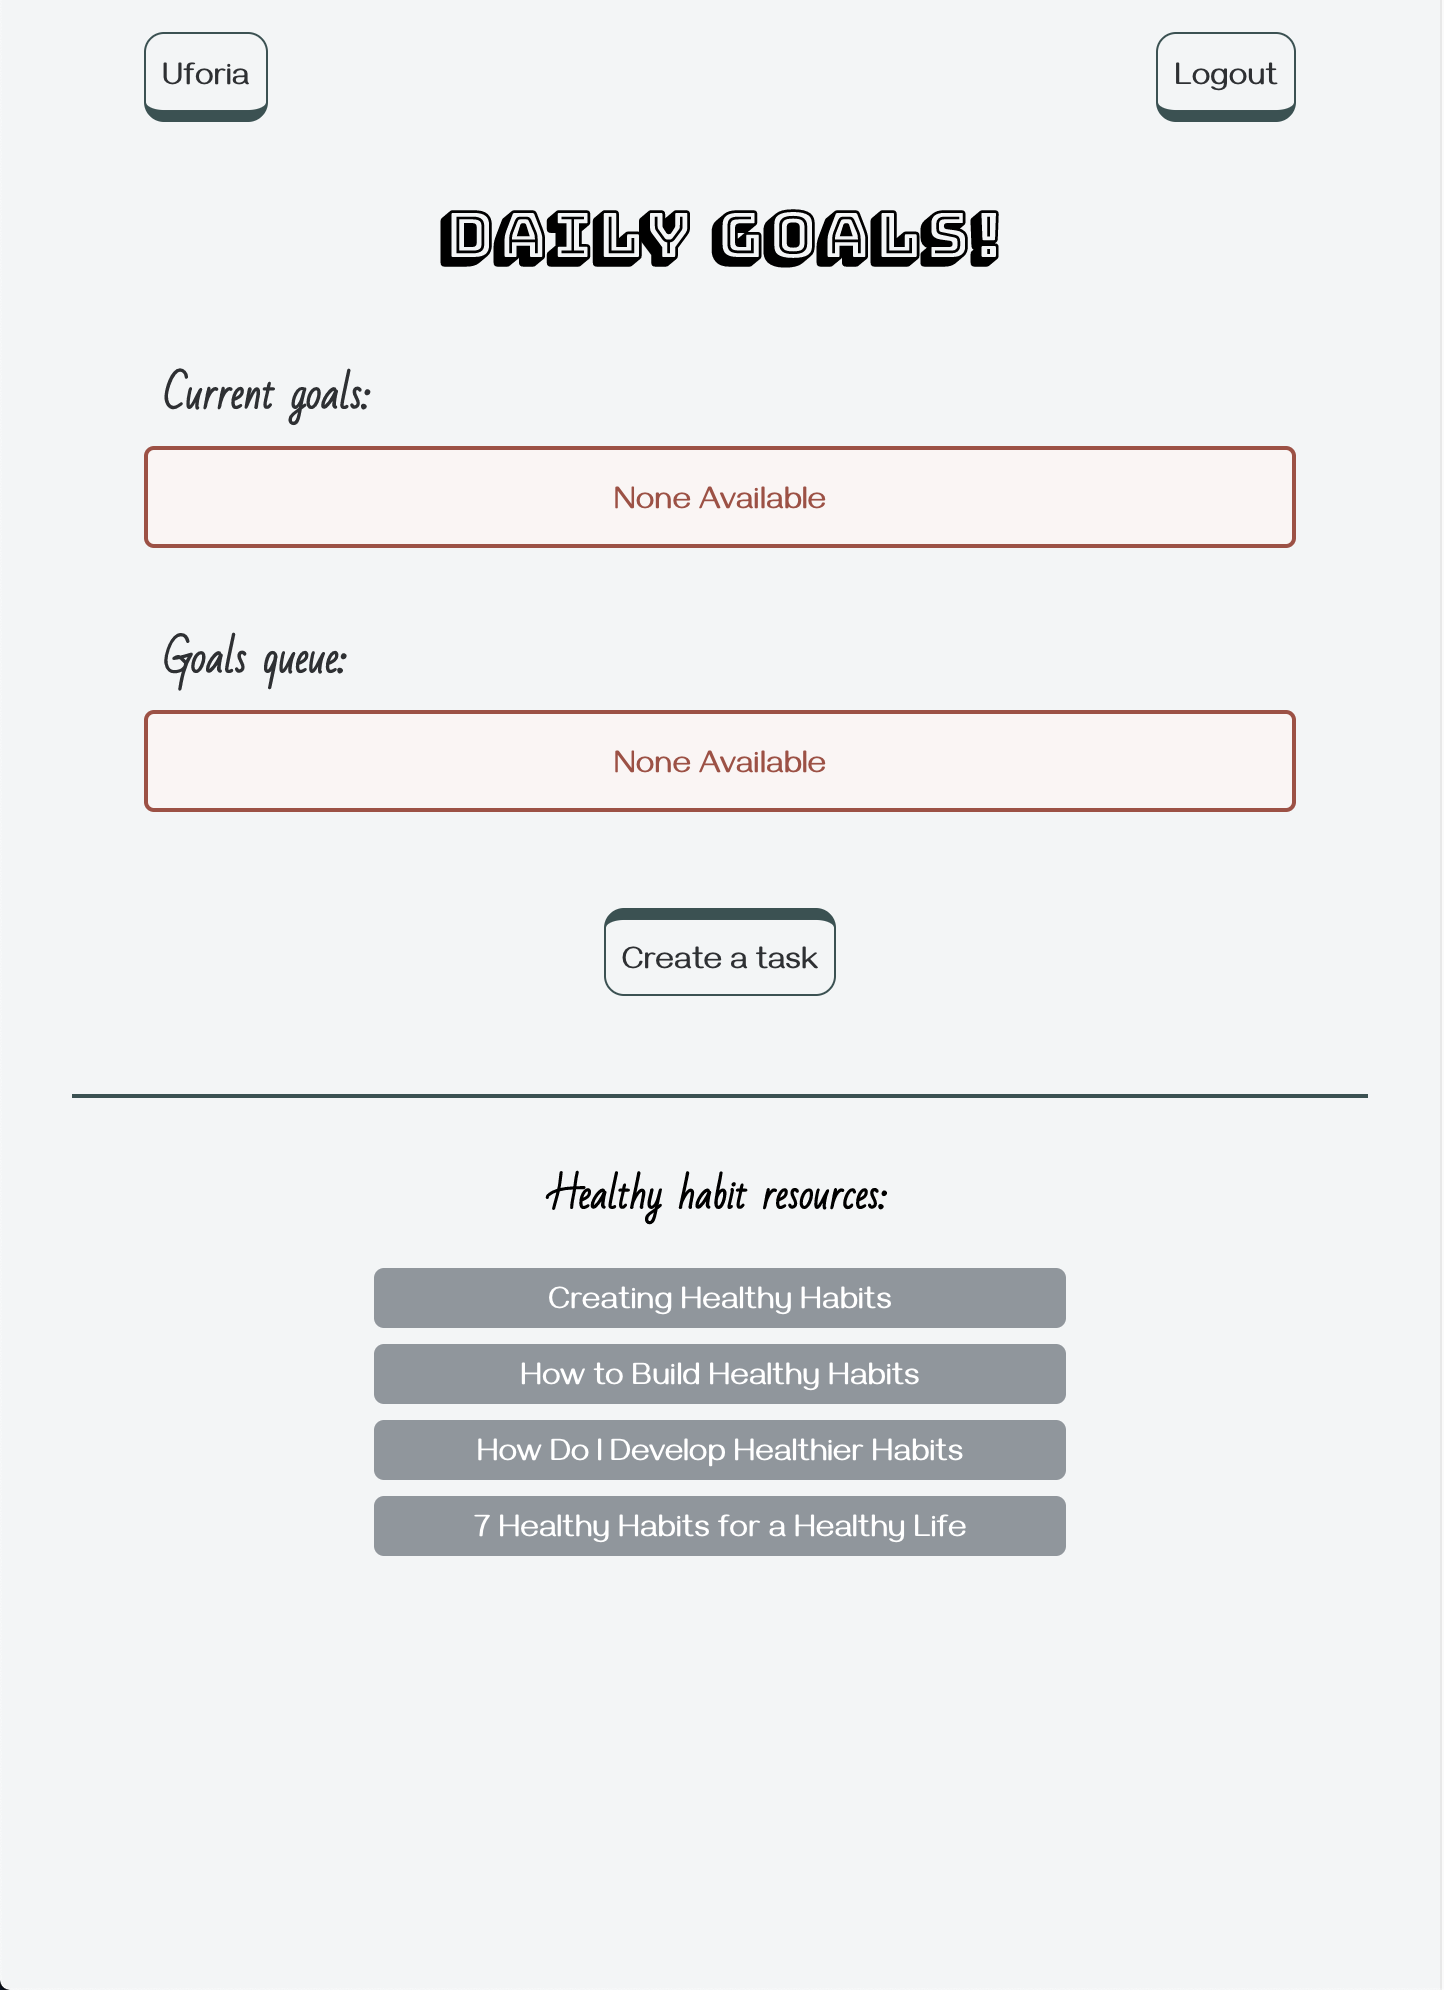 Uforia
Logout
DAILY GOALS!
Current goals:
None Available
Goals queue:
None Available
Create a task
Healthy habit resources:
Creating Healthy Habits
How to Build Healthy Habits
How Do I Develop Healthier Habits
7 Healthy Habits for a Healthy Life